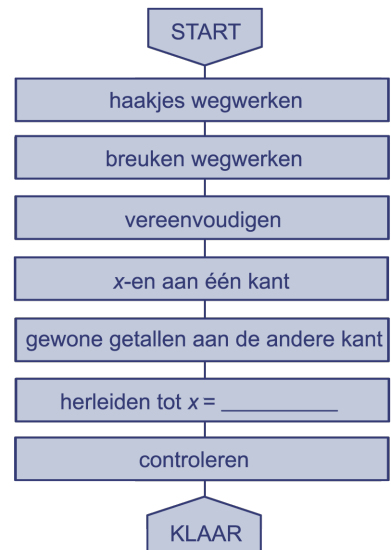 START
haakjes wegwerken
breuken wegwerken
vereenvoudigen
x-en aan één kant
gewone getallen aan de andere kant
herleiden tot x = __________
controleren
KLAAR